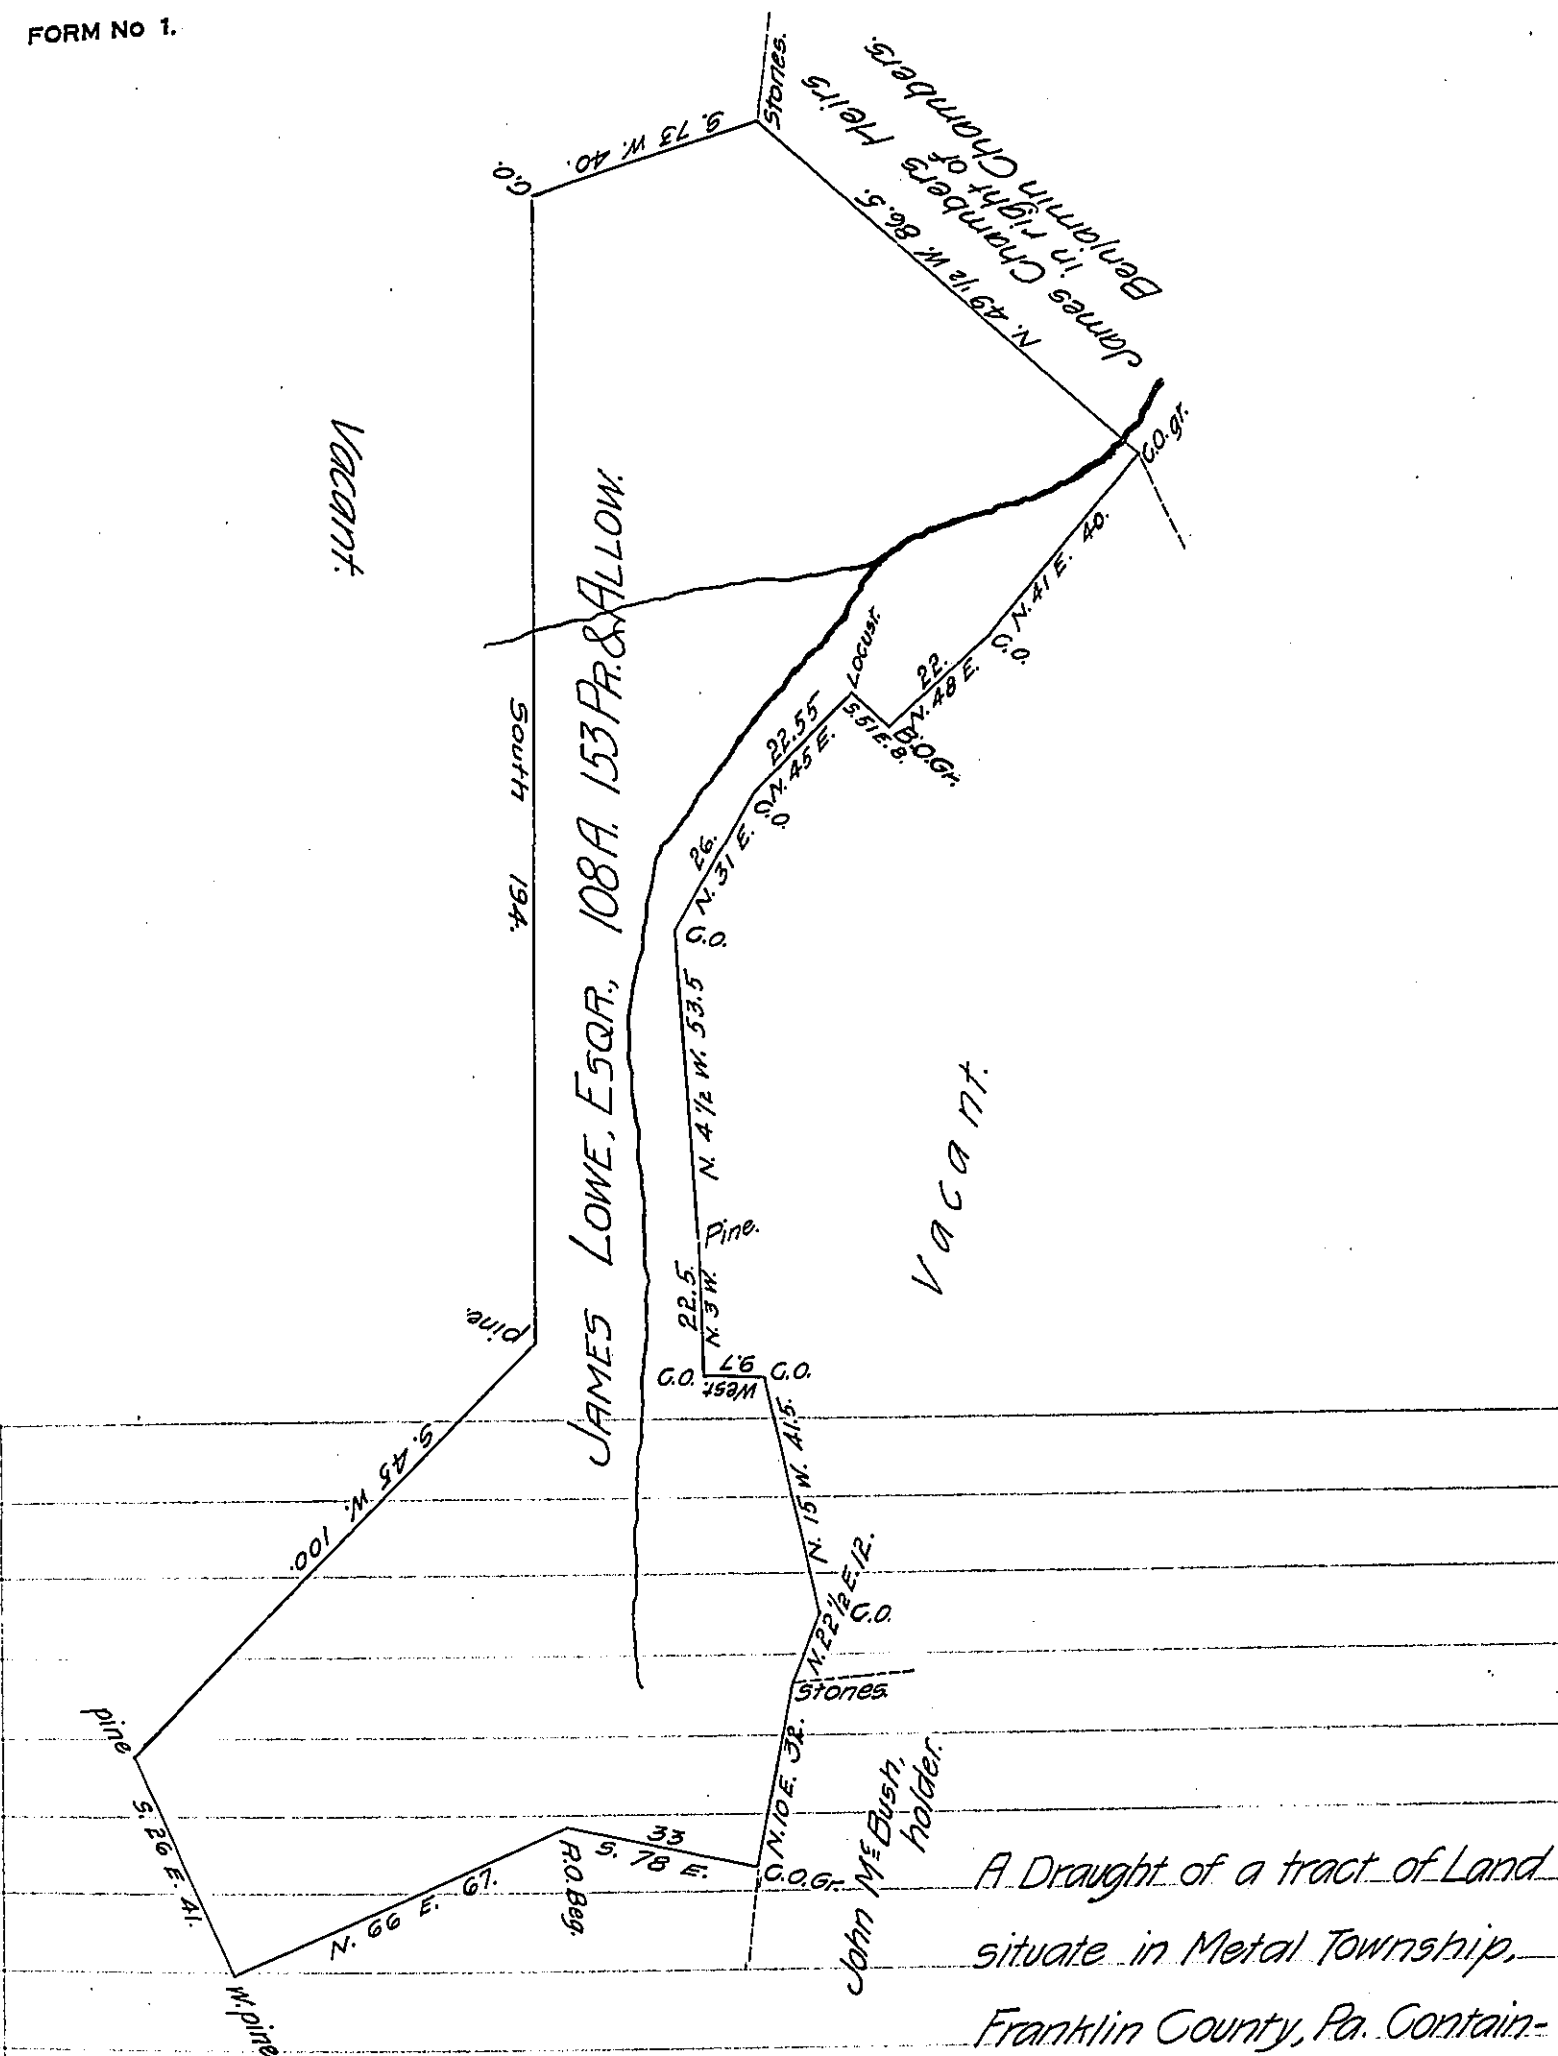 FORM No 1.
Stones.
James Chambers Heirs
in right of
Benjamin Chambers.
S. 73 W. 40.
C.O.
N. 49 1/2 W. 86.5.
C.O. gr.
N. 41 E. 40.
C.O.
22.
N. 48 E.
B.O.Gr.
S. 51 E. 8.
Locust.
22.55
N. 45 E.
C.O.
26.
N. 31 E.
C.O.
N. 4 1/2 W. 53.5
Pine.
22.5.
N. 3 W.
C.O.
9.7
West.
C.O.
N. 15 W. 41.5.
C.O.
N. 22 1/2 E. 12.
Stones.
N. 10 E. 32.
C.O.Gr.
33
S. 78 E.
R.O. Beg.
N. 66 E. 67.
W. pine
S. 26 E. 41.
pine
S. 45 W. 100.
pine.
South 194.
Vacant.
JAMES LOWE, ESQR., 108 A. 153 PR. & ALLOW.
Vacant.
John McBush,
holder.
A Draught of a tract of Land
situate in Metal Township,
Franklin County, Pa. Contain-